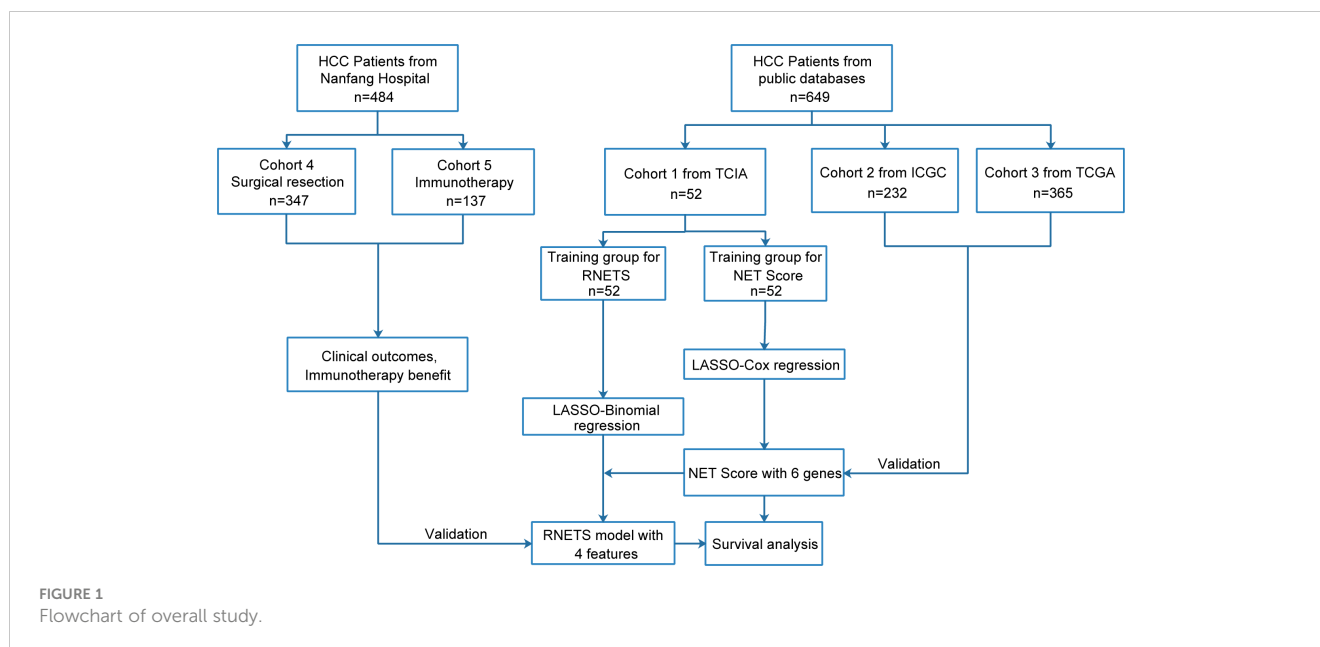 HCC Patients from
Nanfang Hospital
n=484
HCC Patients from
public databases
n=649
Cohort 4
Surgical resection
n=347
Cohort 5
Immunotherapy
n=137
Cohort 1 from TCIA
n=52
Cohort 2 from ICGC
n=232
Cohort 3 from TCGA
n=365
Training group for
RNETS
n=52
Training group for
NET Score
n=52
Clinical outcomes,
Immunotherapy benefit
LASSO-Cox regression
LASSO-Binomial
regression
NET Score with 6 genes
Validation
Validation
RNETS model with
4 features
Survival analysis
FIGURE 1
Flowchart of overall study.